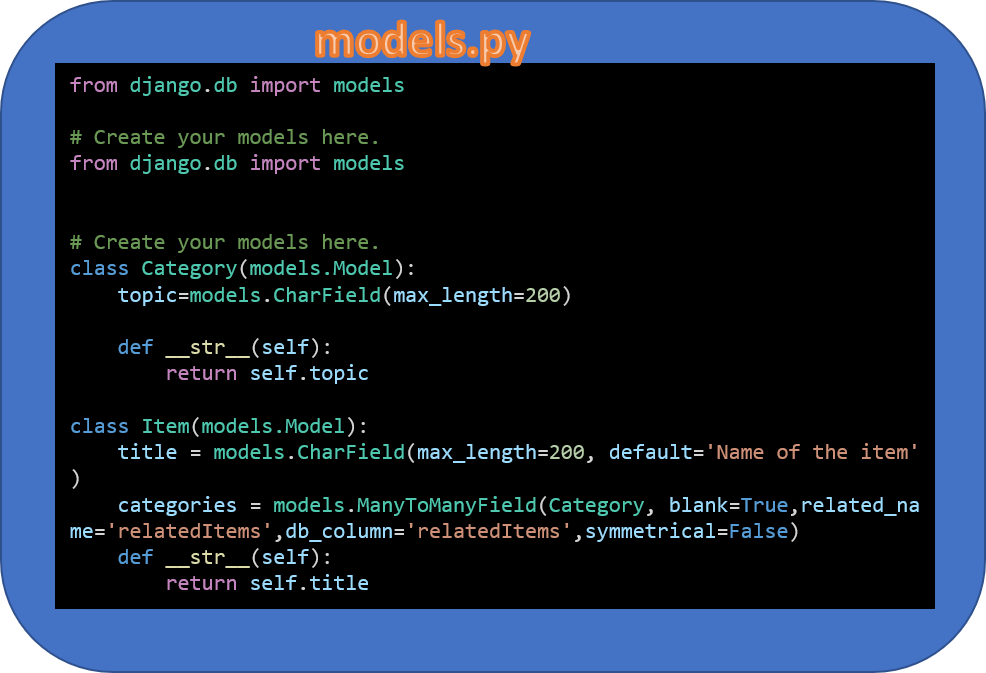 models.py
from django.db import models
# Create your models here.
from django.db import models
# Create your models here.
class Category(models.Model):
    topic=models.CharField(max_length=200)
    def __str__(self):
        return self.topic
class Item(models.Model):
    title = models.CharField(max_length=200, default='Name of the item'
)
    categories = models.ManyToManyField(Category, blank=True,related_na
me='relatedItems',db_column='relatedItems',symmetrical=False)
    def __str__(self):
        return self.title